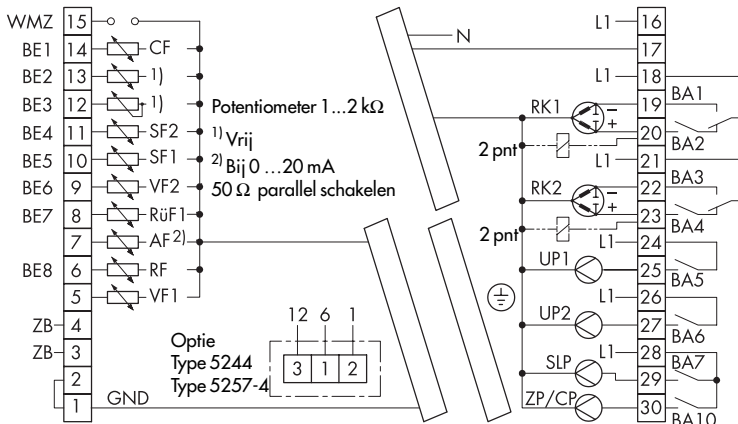 WMZ 15
BE1 14 CF
BE2 13 1)
BE3 12 1)
BE4 11 SF2
BE5 10 SF1
BE6 9 VF2
BE7 8 RüF1
7 AF 2)
BE8 6 RF
5 VF1
ZB 4
ZB 3
2
1 GND
Potentiometer 1...2 kΩ
1) Vrij
2) Bij 0 ...20 mA
50 Ω parallel schakelen
Optie
Type 5244
Type 5257-4
12 6 1
3 1 2
N
L1 16
17
L1 18
RK1 − + 19 BA1
2 pnt 20 BA2
L1 21
RK2 − + 22 BA3
2 pnt 23 BA4
L1 24
UP1 25 BA5
L1 26
UP2 27 BA6
L1 28 BA7
SLP 29
ZP/CP 30 BA10